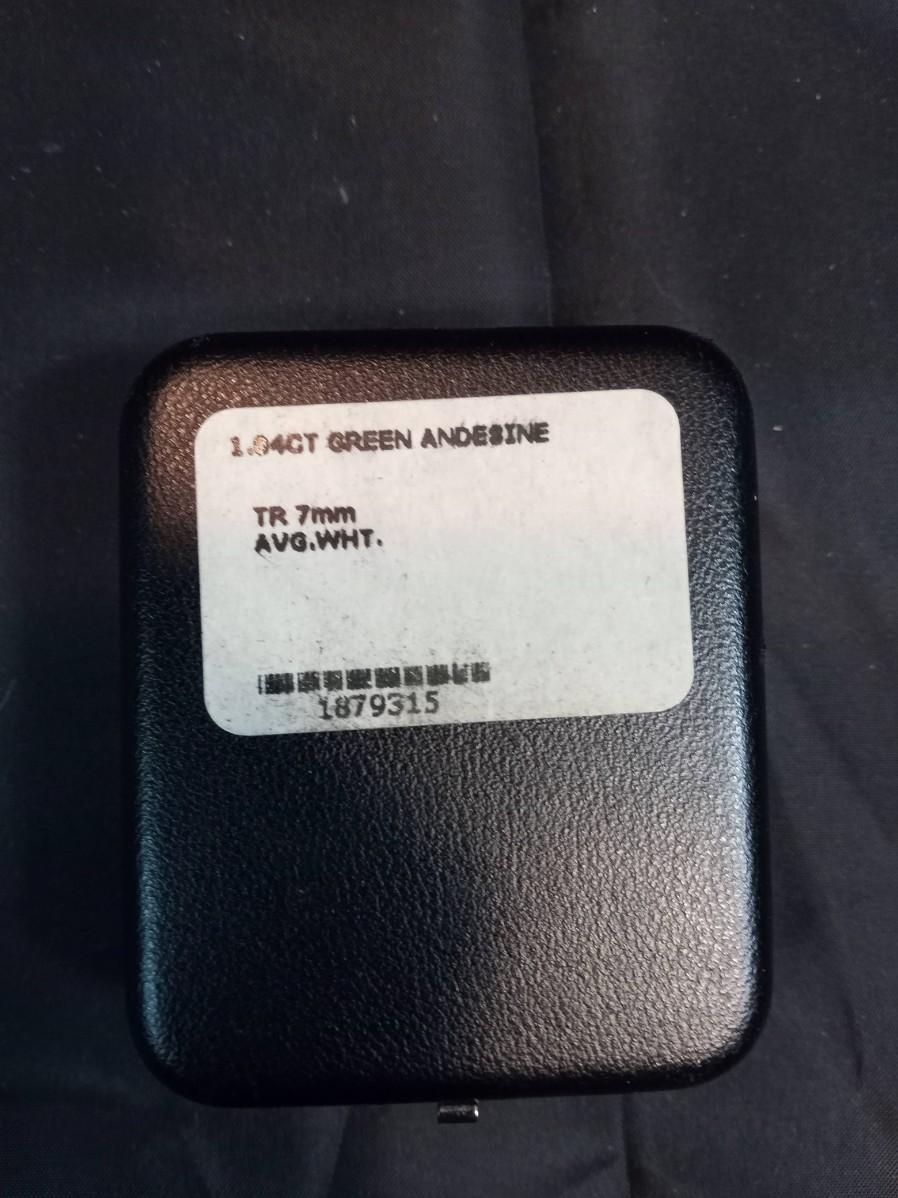 1.04CT GREEN ANDESINE
TR 7mm
AVG.WHT.
1879315